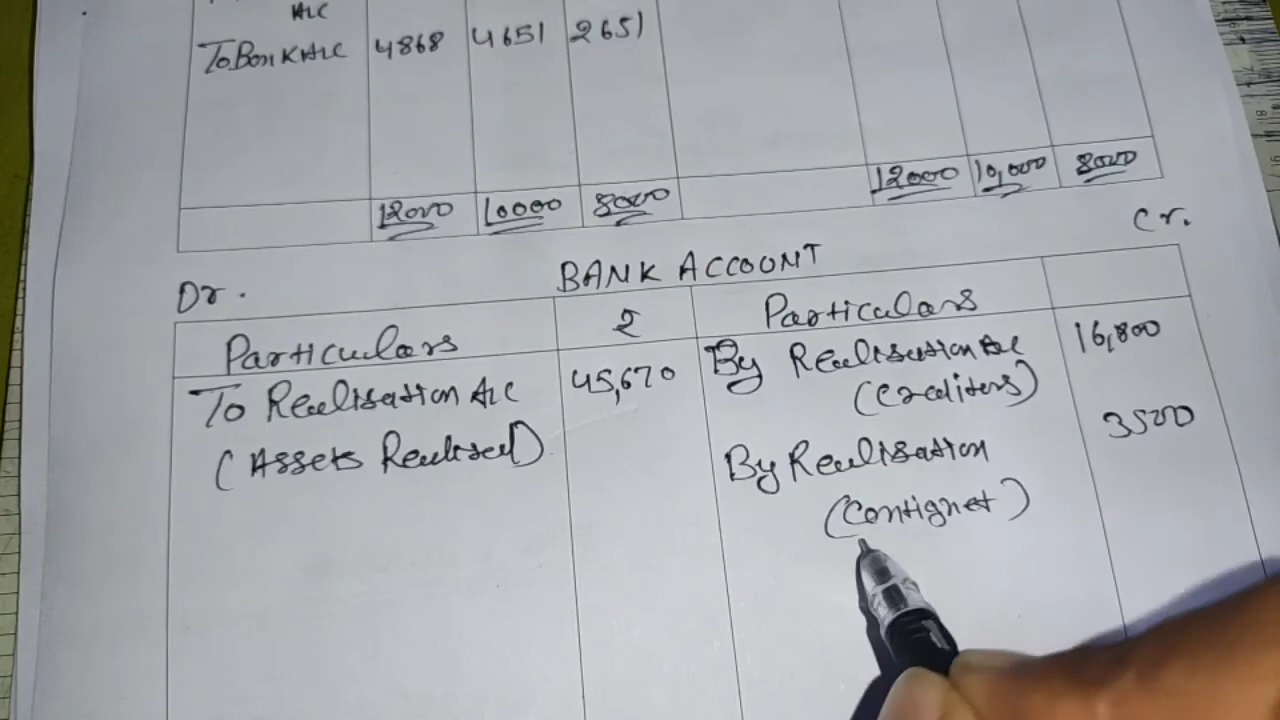 A/C
To Bank A/C 4868 4651 2651
12000 10,000 8000
12000 10000 8000
Dr. BANK ACCOUNT Cr.
Particulars ₹ Particulars
To Realisation A/C 45,670 By Realisation A/C 16,800
(Assets Realised) (Creditors)
By Realisation 3500
(Contignet)